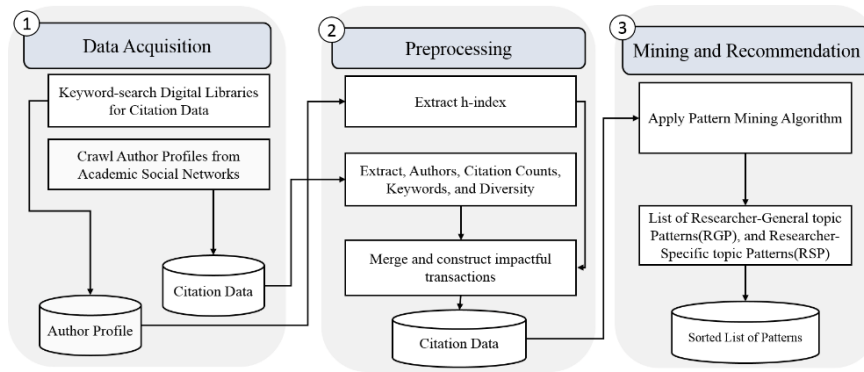 1
Data Acquisition
Keyword-search Digital Libraries
for Citation Data
Crawl Author Profiles from
Academic Social Networks
Citation Data
Author Profile
2
Preprocessing
Extract h-index
Extract, Authors, Citation Counts,
Keywords, and Diversity
Merge and construct impactful
transactions
Citation Data
3
Mining and Recommendation
Apply Pattern Mining Algorithm
List of Researcher-General topic
Patterns(RGP), and Researcher-
Specific topic Patterns(RSP)
Sorted List of Patterns